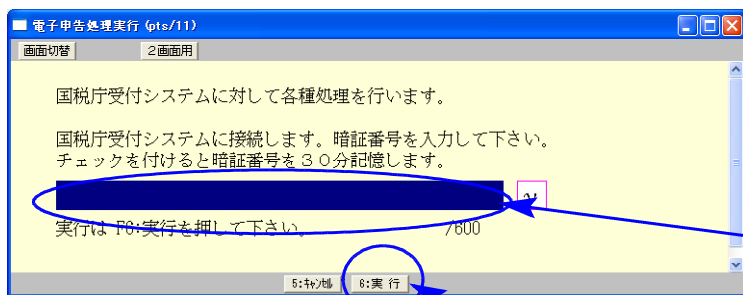 電子申告処理実行 (pts/11)
画面切替 2画面用
国税庁受付システムに対して各種処理を行います。
国税庁受付システムに接続します。暗証番号を入力して下さい。
チェックを付けると暗証番号を30分記憶します。
実行は F6:実行を押して下さい。 /600
5:キャンセル 6:実 行